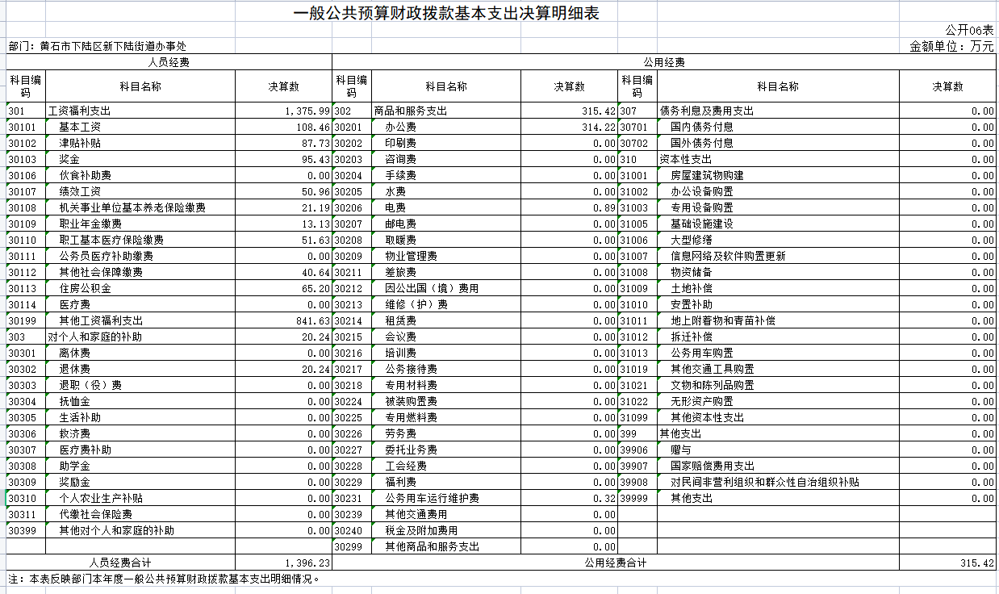 一般公共预算财政拨款基本支出决算明细表
公开06表
部门：黄石市下陆区新下陆街道办事处 金额单位：万元
人员经费 公用经费
科目编码 科目名称 决算数 科目编码 科目名称 决算数 科目编码 科目名称 决算数
301 工资福利支出 1,375.99 302 商品和服务支出 315.42 307 债务利息及费用支出 0.00
30101 基本工资 108.46 30201 办公费 314.22 30701 国内债务付息 0.00
30102 津贴补贴 87.73 30202 印刷费 0.00 30702 国外债务付息 0.00
30103 奖金 95.43 30203 咨询费 0.00 310 资本性支出 0.00
30106 伙食补助费 0.00 30204 手续费 0.00 31001 房屋建筑物购建 0.00
30107 绩效工资 50.96 30205 水费 0.00 31002 办公设备购置 0.00
30108 机关事业单位基本养老保险缴费 21.19 30206 电费 0.89 31003 专用设备购置 0.00
30109 职业年金缴费 13.13 30207 邮电费 0.00 31005 基础设施建设 0.00
30110 职工基本医疗保险缴费 51.63 30208 取暖费 0.00 31006 大型修缮 0.00
30111 公务员医疗补助缴费 0.00 30209 物业管理费 0.00 31007 信息网络及软件购置更新 0.00
30112 其他社会保障缴费 40.64 30211 差旅费 0.00 31008 物资储备 0.00
30113 住房公积金 65.20 30212 因公出国（境）费用 0.00 31009 土地补偿 0.00
30114 医疗费 0.00 30213 维修（护）费 0.00 31010 安置补助 0.00
30199 其他工资福利支出 841.63 30214 租赁费 0.00 31011 地上附着物和青苗补偿 0.00
303 对个人和家庭的补助 20.24 30215 会议费 0.00 31012 拆迁补偿 0.00
30301 离休费 0.00 30216 培训费 0.00 31013 公务用车购置 0.00
30302 退休费 20.24 30217 公务接待费 0.00 31019 其他交通工具购置 0.00
30303 退职（役）费 0.00 30218 专用材料费 0.00 31021 文物和陈列品购置 0.00
30304 抚恤金 0.00 30224 被装购置费 0.00 31022 无形资产购置 0.00
30305 生活补助 0.00 30225 专用燃料费 0.00 31099 其他资本性支出 0.00
30306 救济费 0.00 30226 劳务费 0.00 399 其他支出 0.00
30307 医疗费补助 0.00 30227 委托业务费 0.00 39906 赠与 0.00
30308 助学金 0.00 30228 工会经费 0.00 39907 国家赔偿费用支出 0.00
30309 奖励金 0.00 30229 福利费 0.00 39908 对民间非营利组织和群众性自治组织补贴 0.00
30310 个人农业生产补贴 0.00 30231 公务用车运行维护费 0.32 39999 其他支出 0.00
30311 代缴社会保险费 0.00 30239 其他交通费用 0.00
30399 其他对个人和家庭的补助 0.00 30240 税金及附加费用 0.00
30299 其他商品和服务支出 0.00
人员经费合计 1,396.23 公用经费合计 315.42
注：本表反映部门本年度一般公共预算财政拨款基本支出明细情况。